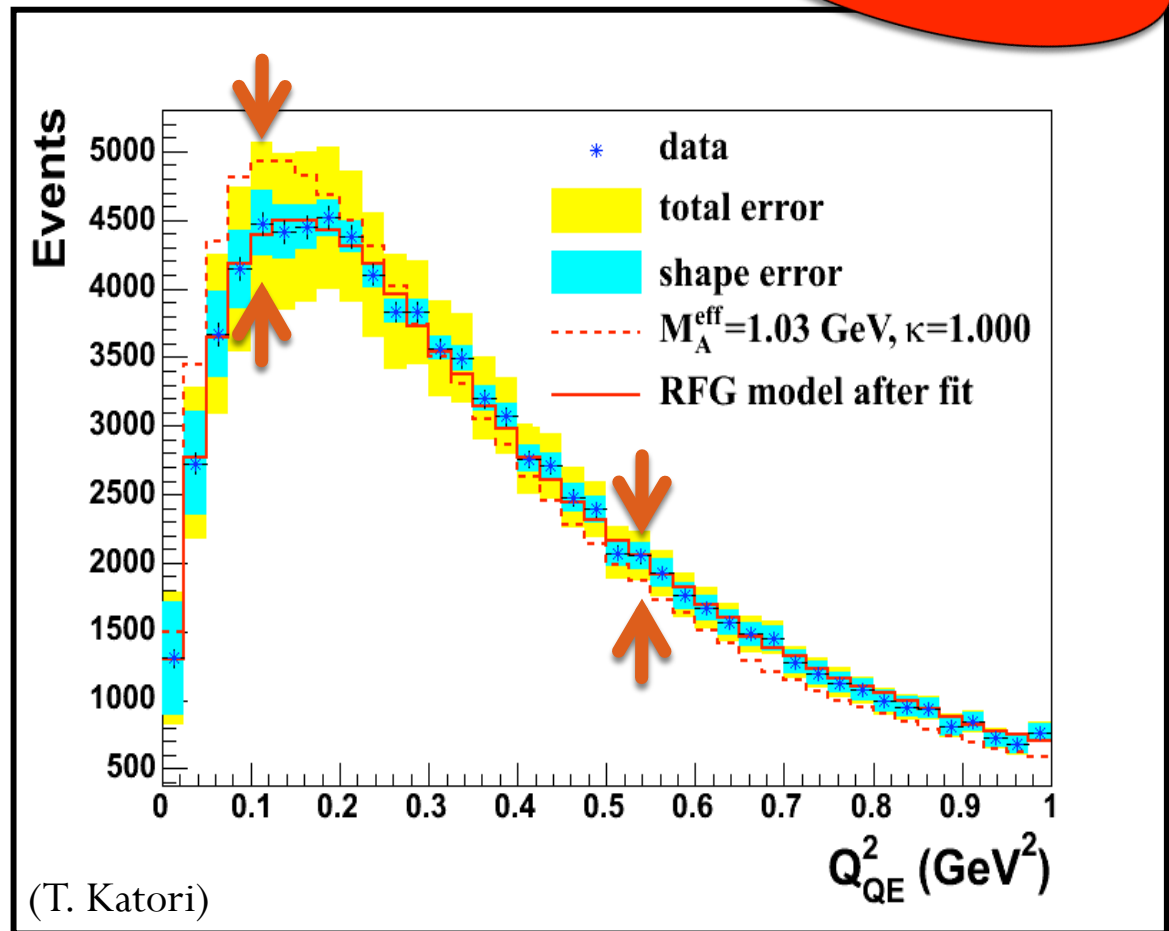 Events
5000
4500
4000
3500
3000
2500
2000
1500
1000
500
data
total error
shape error
M_A^eff=1.03 GeV, κ=1.000
RFG model after fit
0 0.1 0.2 0.3 0.4 0.5 0.6 0.7 0.8 0.9 1
Q²_QE (GeV²)
(T. Katori)